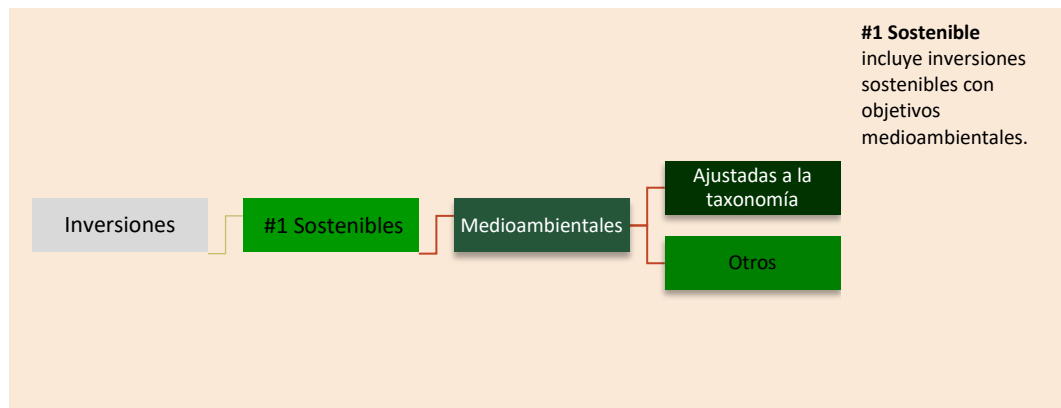 #1 Sostenible
incluye inversiones
sostenibles con
objetivos
medioambientales.
Inversiones
#1 Sostenibles
Medioambientales
Ajustadas a la
taxonomía
Otros